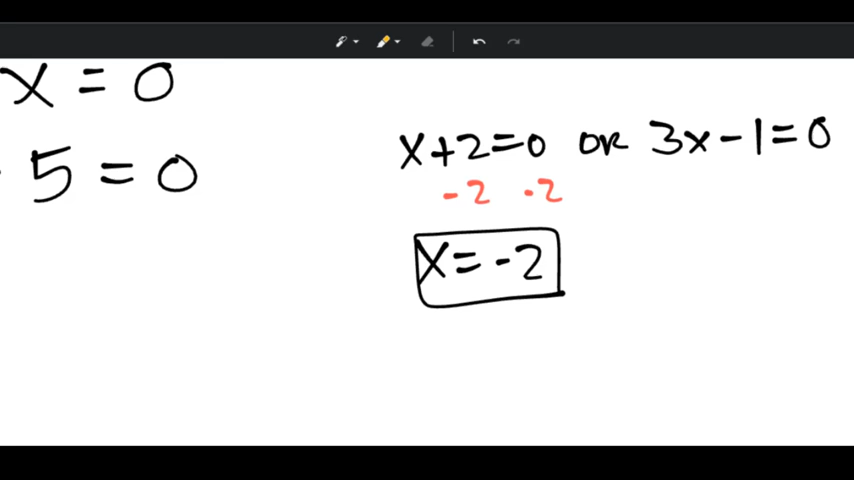 x = 0
5 = 0
x+2=0 or 3x-1=0
-2 -2
x=-2